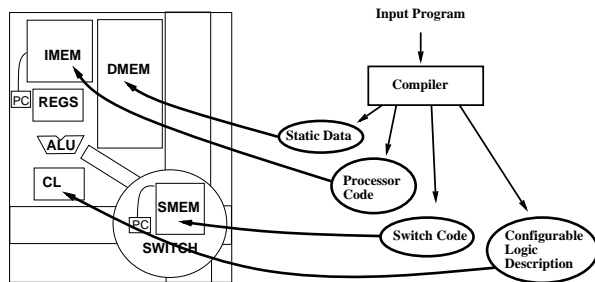 Input Program
IMEM
DMEM
Compiler
PC
REGS
Static Data
ALU
Processor
Code
CL
SMEM
PC
Switch Code
Configurable
Logic
Description
SWITCH